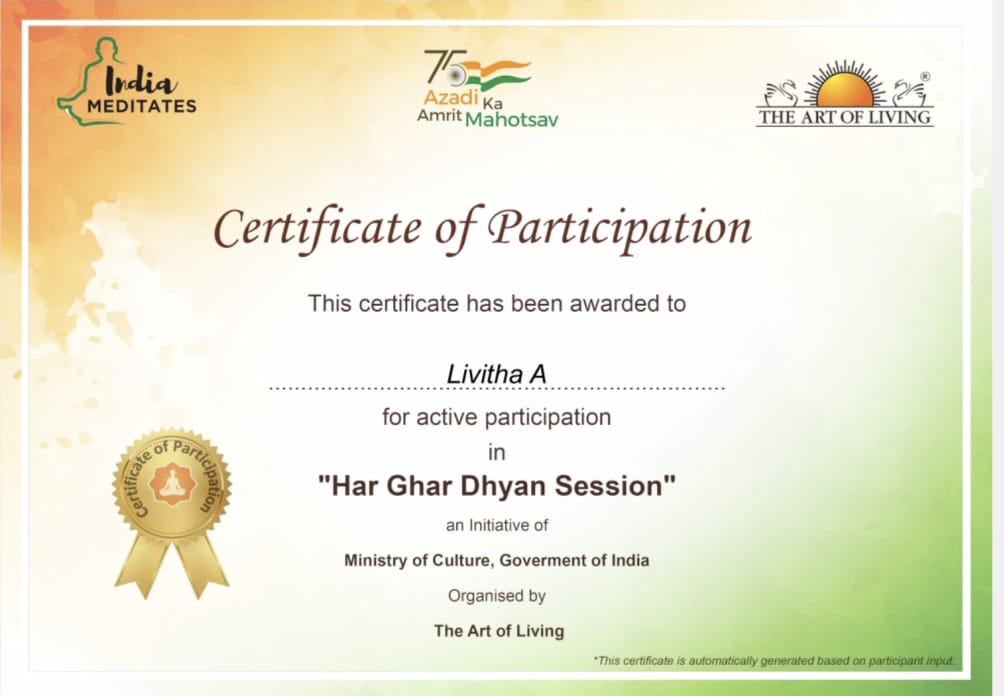 India
MEDITATES
75
Azadi Ka
Amrit Mahotsav
®
THE ART OF LIVING
Certificate of Participation
This certificate has been awarded to
Livitha A
for active participation
in
"Har Ghar Dhyan Session"
an Initiative of
Ministry of Culture, Goverment of India
Organised by
The Art of Living
Certificate of Participation
*This certificate is automatically generated based on participant input.